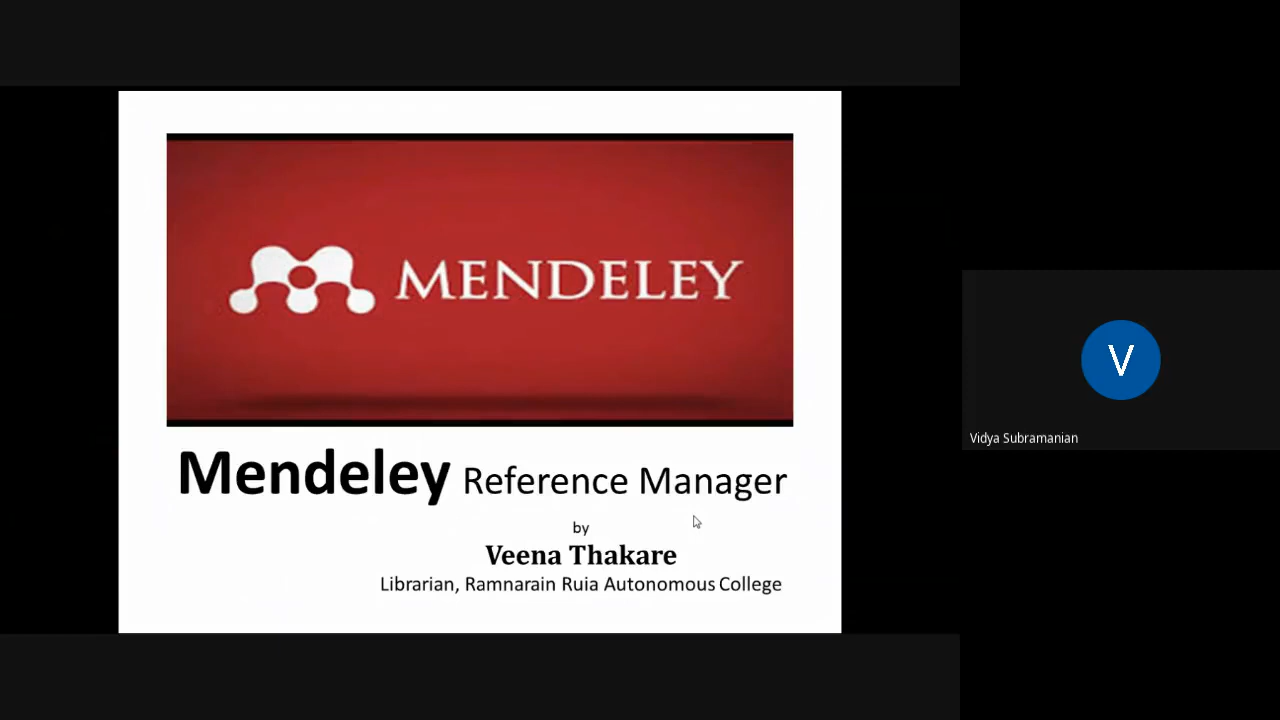 MENDELEY
Mendeley Reference Manager
by
Veena Thakare
Librarian, Ramnarain Ruia Autonomous College
V
Vidya Subramanian